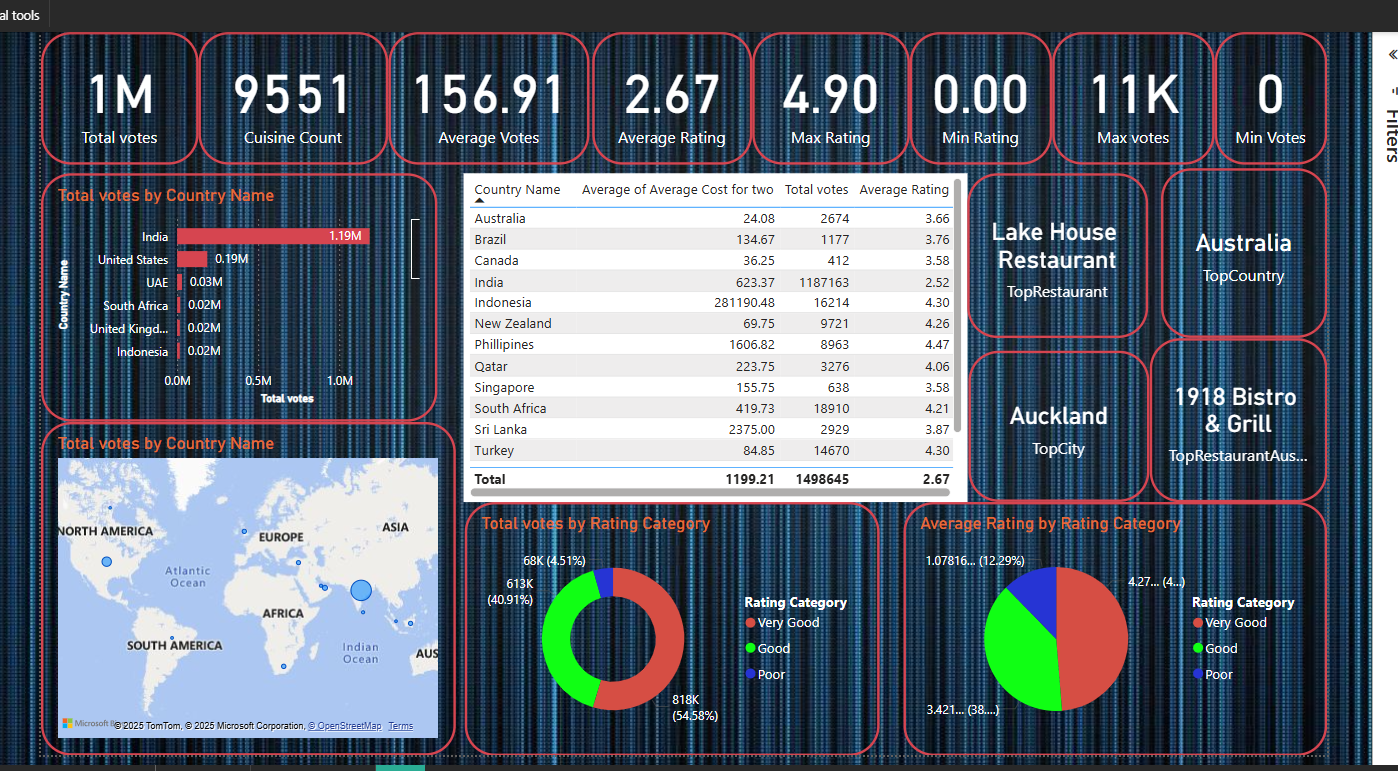 al tools
1M
Total votes
9551
Cuisine Count
156.91
Average Votes
2.67
Average Rating
4.90
Max Rating
0.00
Min Rating
11K
Max votes
0
Min Votes
Filters
Total votes by Country Name
Country Name
India 1.19M
United States 0.19M
UAE 0.03M
South Africa 0.02M
United Kingd... 0.02M
Indonesia 0.02M
0.0M 0.5M 1.0M
Total votes
Country Name Average of Average Cost for two Total votes Average Rating
Australia 24.08 2674 3.66
Brazil 134.67 1177 3.76
Canada 36.25 412 3.58
India 623.37 1187163 2.52
Indonesia 281190.48 16214 4.30
New Zealand 69.75 9721 4.26
Phillipines 1606.82 8963 4.47
Qatar 223.75 3276 4.06
Singapore 155.75 638 3.58
South Africa 419.73 18910 4.21
Sri Lanka 2375.00 2929 3.87
Turkey 84.85 14670 4.30
Total 1199.21 1498645 2.67
Lake House
Restaurant
TopRestaurant
Australia
TopCountry
Auckland
TopCity
1918 Bistro
& Grill
TopRestaurantAus...
Total votes by Country Name
NORTH AMERICA
EUROPE
ASIA
Atlantic
Ocean
AFRICA
SOUTH AMERICA
Indian
Ocean
AUS
Microsoft
© 2025 TomTom, © 2025 Microsoft Corporation, © OpenStreetMap Terms
Total votes by Rating Category
68K (4.51%)
613K
(40.91%)
818K
(54.58%)
Rating Category
Very Good
Good
Poor
Average Rating by Rating Category
1.07816... (12.29%)
4.27... (4...)
3.421... (38....)
Rating Category
Very Good
Good
Poor